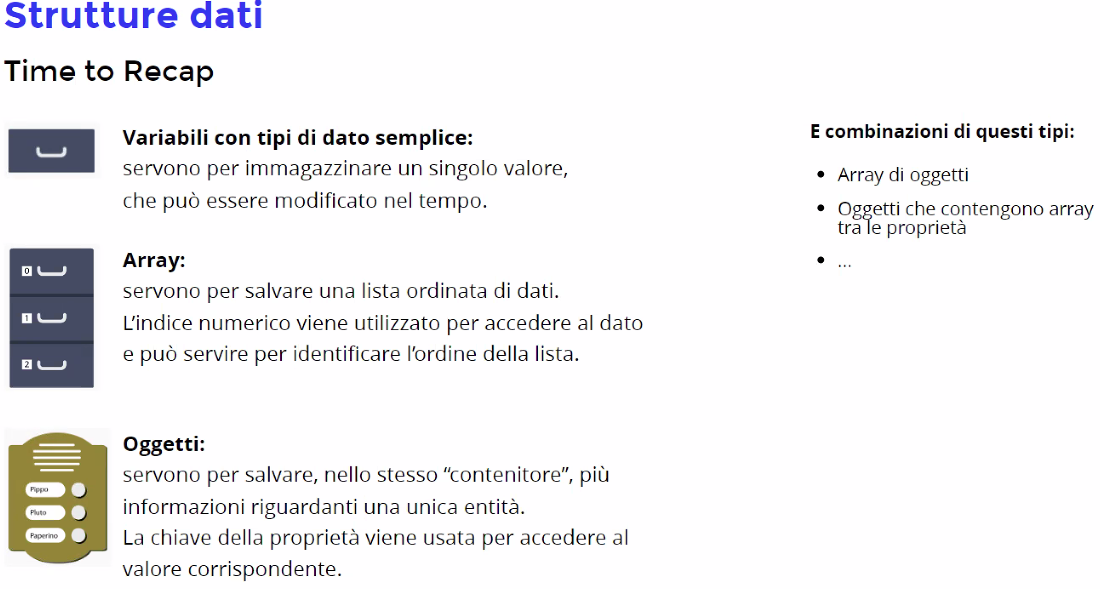 Strutture dati
Time to Recap
Variabili con tipi di dato semplice:
servono per immagazzinare un singolo valore,
che può essere modificato nel tempo.
0
1
2
Array:
servono per salvare una lista ordinata di dati.
L’indice numerico viene utilizzato per accedere al dato
e può servire per identificare l’ordine della lista.
Pippo
Pluto
Paperino
Oggetti:
servono per salvare, nello stesso “contenitore”, più
informazioni riguardanti una unica entità.
La chiave della proprietà viene usata per accedere al
valore corrispondente.
E combinazioni di questi tipi:
• Array di oggetti
• Oggetti che contengono array
tra le proprietà
• ...